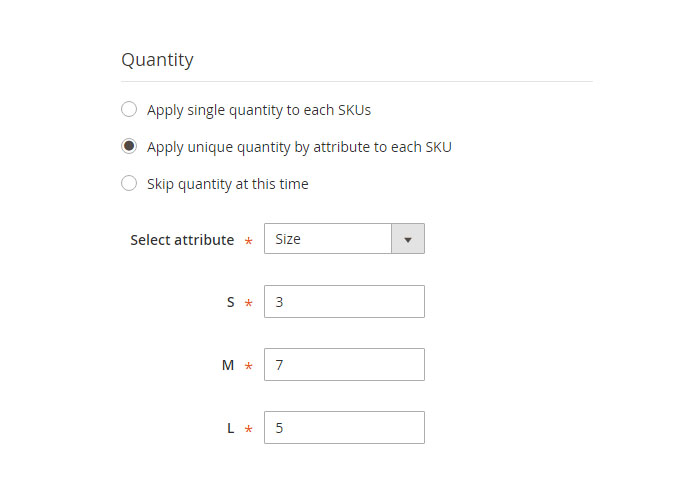 Quantity
Apply single quantity to each SKUs
Apply unique quantity by attribute to each SKU
Skip quantity at this time
Select attribute * Size
S * 3
M * 7
L * 5